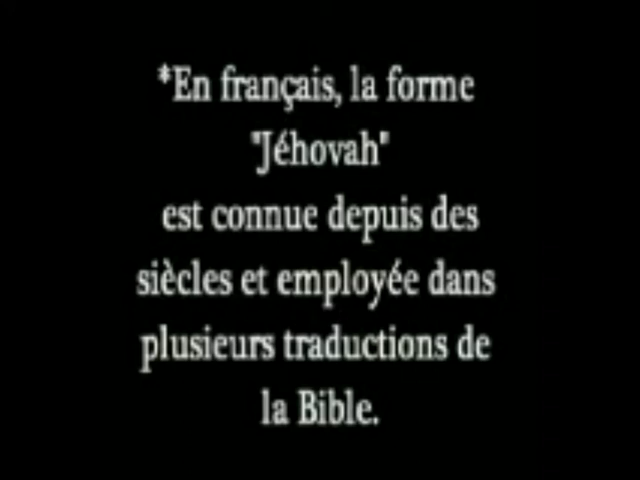 *En français, la forme
"Jéhovah"
est connue depuis des
siècles et employée dans
plusieurs traductions de
la Bible.